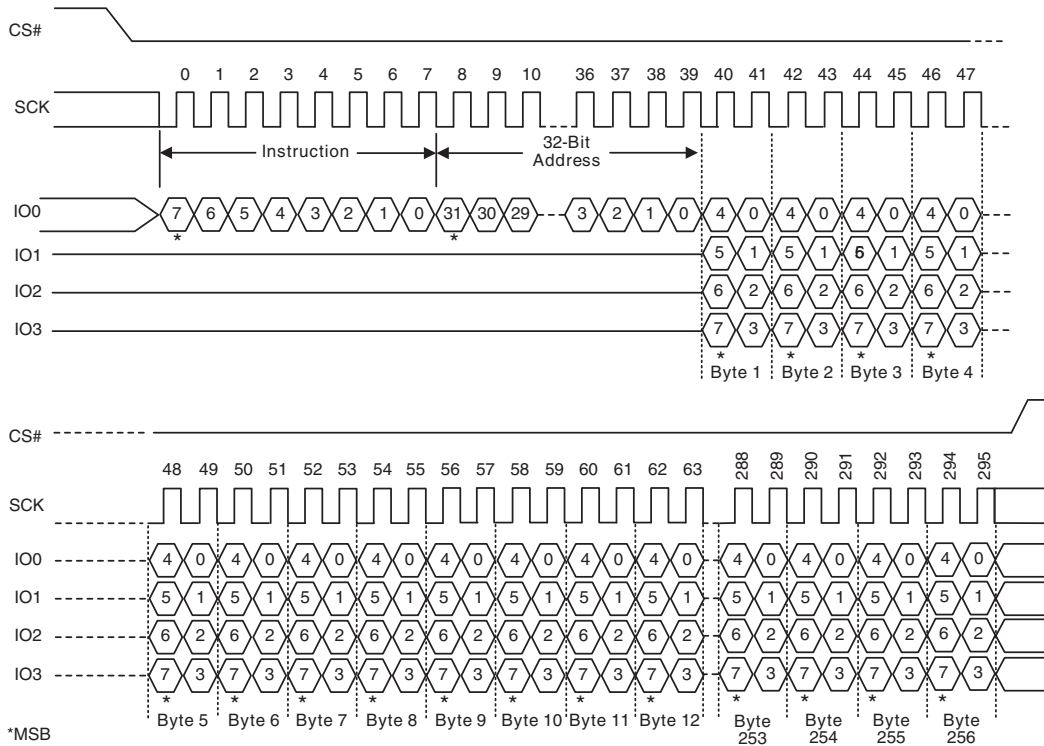 CS#
0 1 2 3 4 5 6 7 8 9 10 36 37 38 39 40 41 42 43 44 45 46 47
SCK
Instruction
32-Bit
Address
IO0 7 6 5 4 3 2 1 0 31 30 29 3 2 1 0 4 0 4 0 4 0 4 0
* *
IO1 5 1 5 1 6 1 5 1
IO2 6 2 6 2 6 2 6 2
IO3 7 3 7 3 7 3 7 3
* * * *
Byte 1 Byte 2 Byte 3 Byte 4
CS#
48 49 50 51 52 53 54 55 56 57 58 59 60 61 62 63 288 289 290 291 292 293 294 295
SCK
IO0 4 0 4 0 4 0 4 0 4 0 4 0 4 0 4 0 4 0 4 0 4 0 4 0
IO1 5 1 5 1 5 1 5 1 5 1 5 1 5 1 5 1 5 1 5 1 5 1 5 1
IO2 6 2 6 2 6 2 6 2 6 2 6 2 6 2 6 2 6 2 6 2 6 2 6 2
IO3 7 3 7 3 7 3 7 3 7 3 7 3 7 3 7 3 7 3 7 3 7 3 7 3
* * * * * * * * * * * *
Byte 5 Byte 6 Byte 7 Byte 8 Byte 9 Byte 10 Byte 11 Byte 12 Byte 253 Byte 254 Byte 255 Byte 256
*MSB